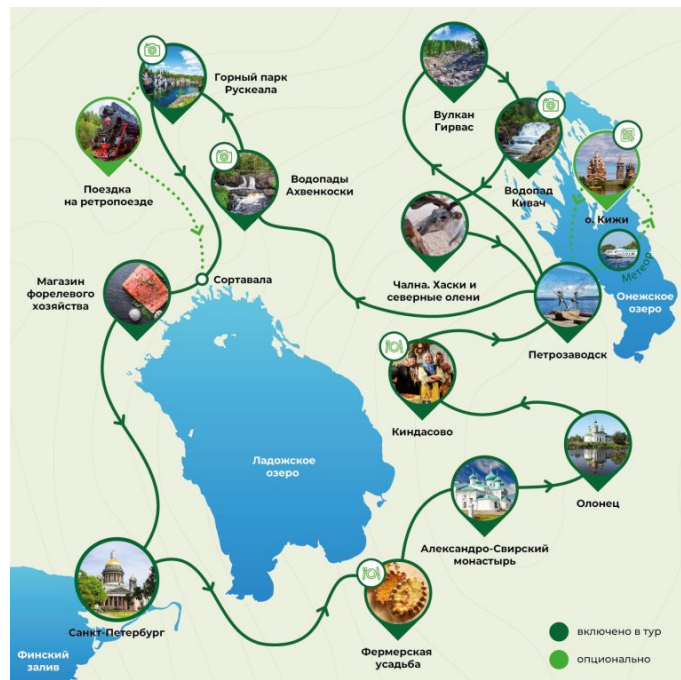 Горный парк
Рускеала
Вулкан
Гирвас
Поездка
на ретропоезде
Водопады
Ахвенкоски
Водопад
Кивач
о. Кижи
Метеор
Чална. Хаски и
северные олени
Магазин
форелевого
хозяйства
Сортавала
Онежское
озеро
Петрозаводск
Киндасово
Ладожское
озеро
Олонец
Александро-Свирский
монастырь
Санкт-Петербург
Фермерская
усадьба
Финский
залив
включено в тур
опционально